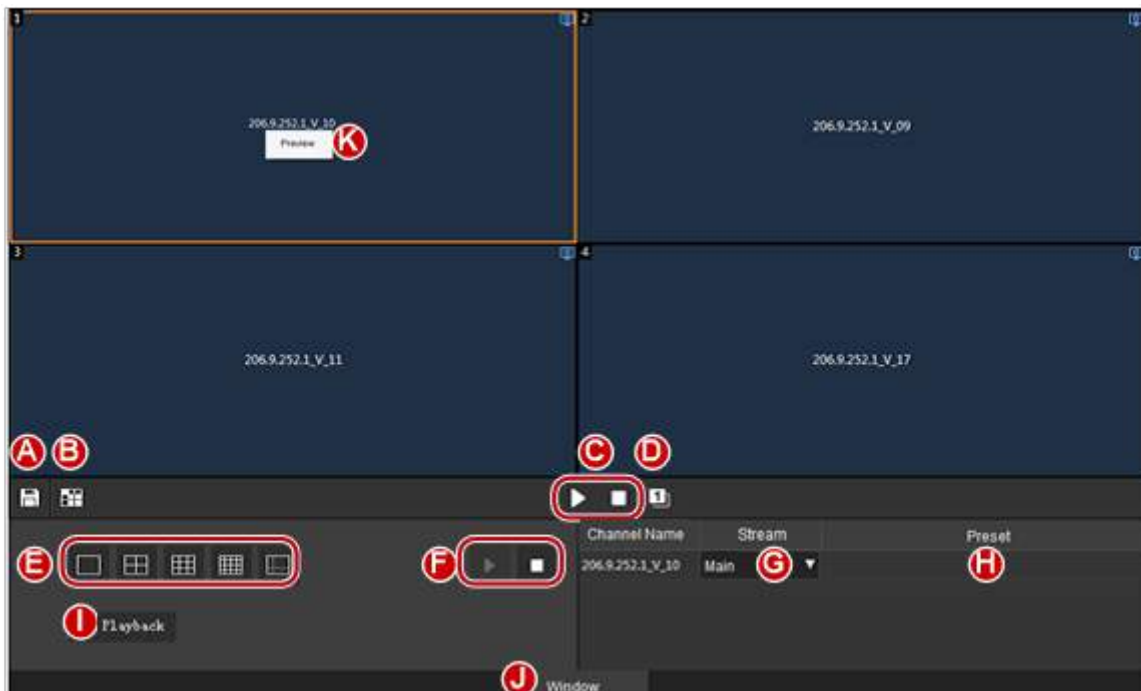 1
2
206.9.252.1_V_10
Preview
K
206.9.252.1_V_09
3
4
206.9.252.1_V_11
206.9.252.1_V_17
A
B
C
D
1
Channel Name
Stream
Preset
E
F
206.9.252.1_V_10
Main
G
H
I
Playback
J
Window